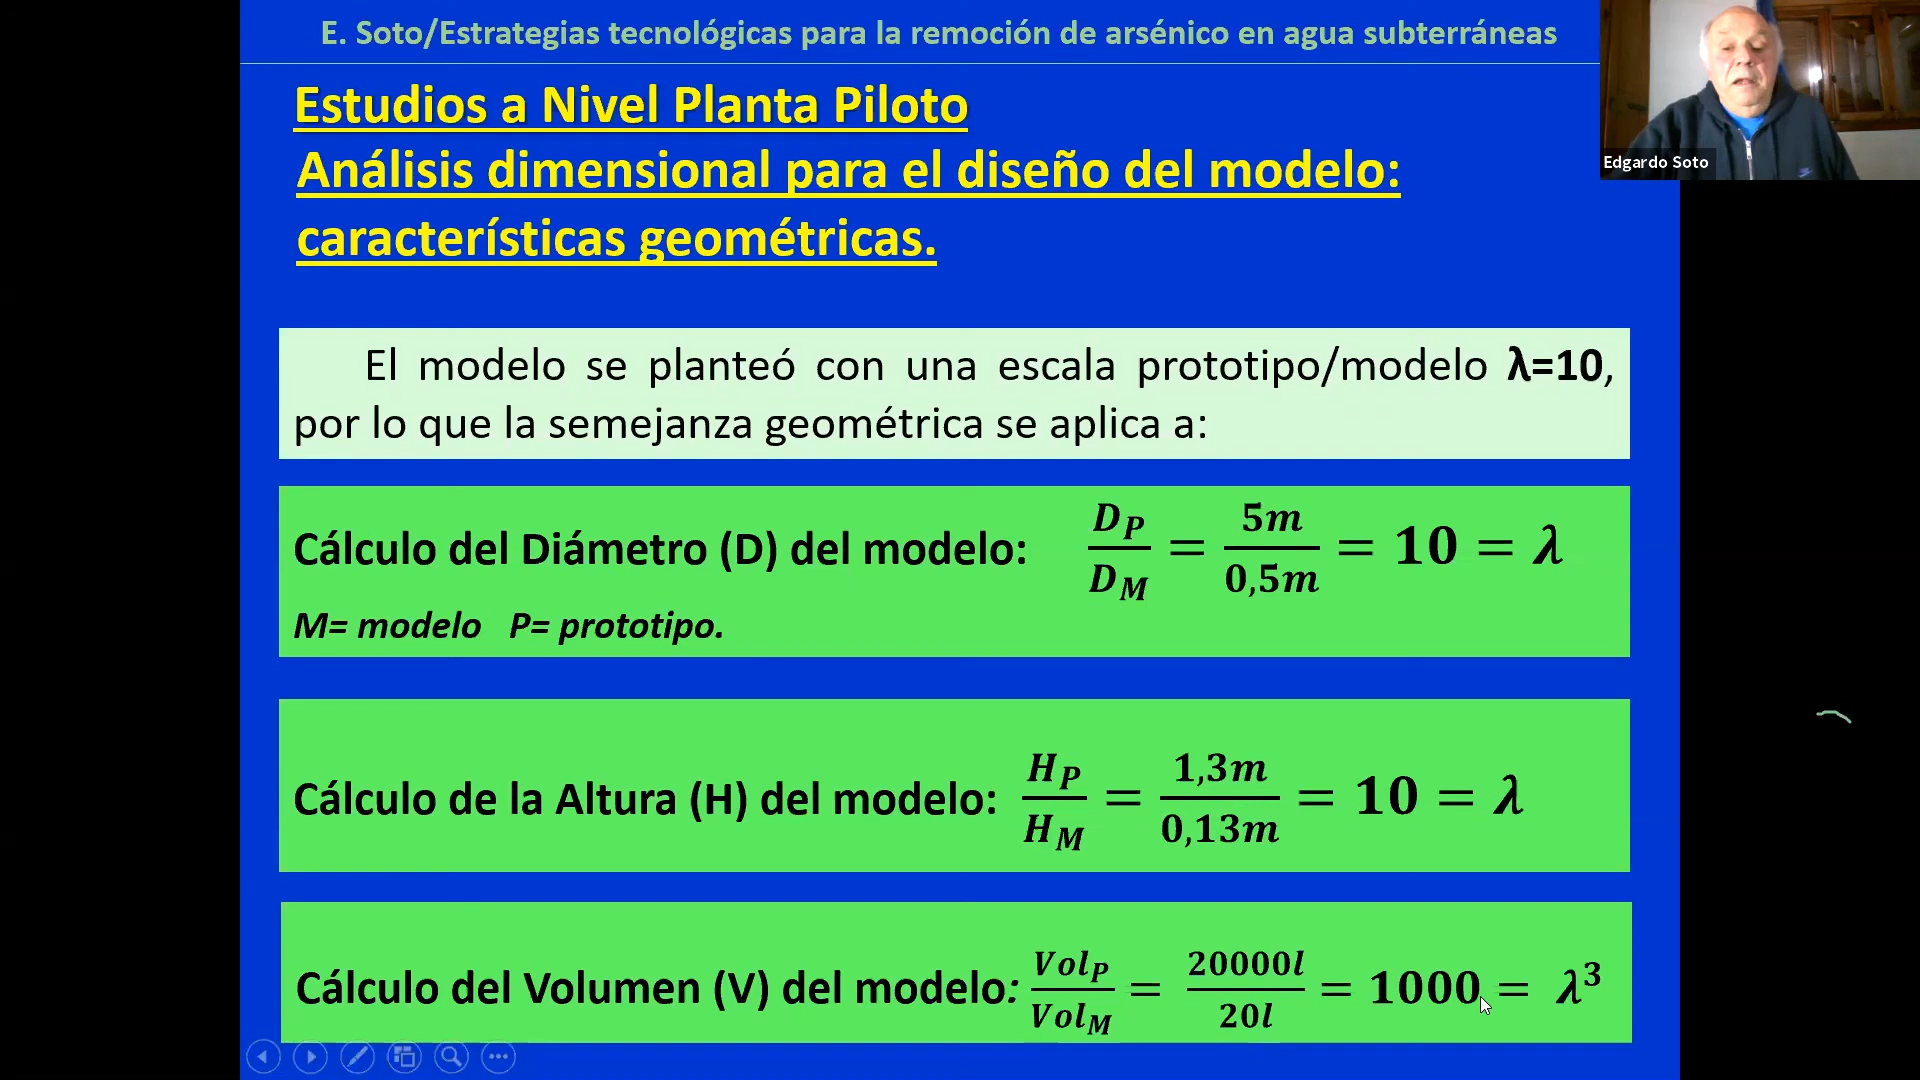 E. Soto/Estrategias tecnológicas para la remoción de arsénico en agua subterráneas
Edgardo Soto
Estudios a Nivel Planta Piloto
Análisis dimensional para el diseño del modelo:
características geométricas.
El modelo se planteó con una escala prototipo/modelo λ=10,
por lo que la semejanza geométrica se aplica a:
Cálculo del Diámetro (D) del modelo: D_P/D_M = 5m/0,5m = 10 = λ
M= modelo P= prototipo.
Cálculo de la Altura (H) del modelo: H_P/H_M = 1,3m/0,13m = 10 = λ
Cálculo del Volumen (V) del modelo: Vol_P/Vol_M = 20000l/20l = 1000 = λ³